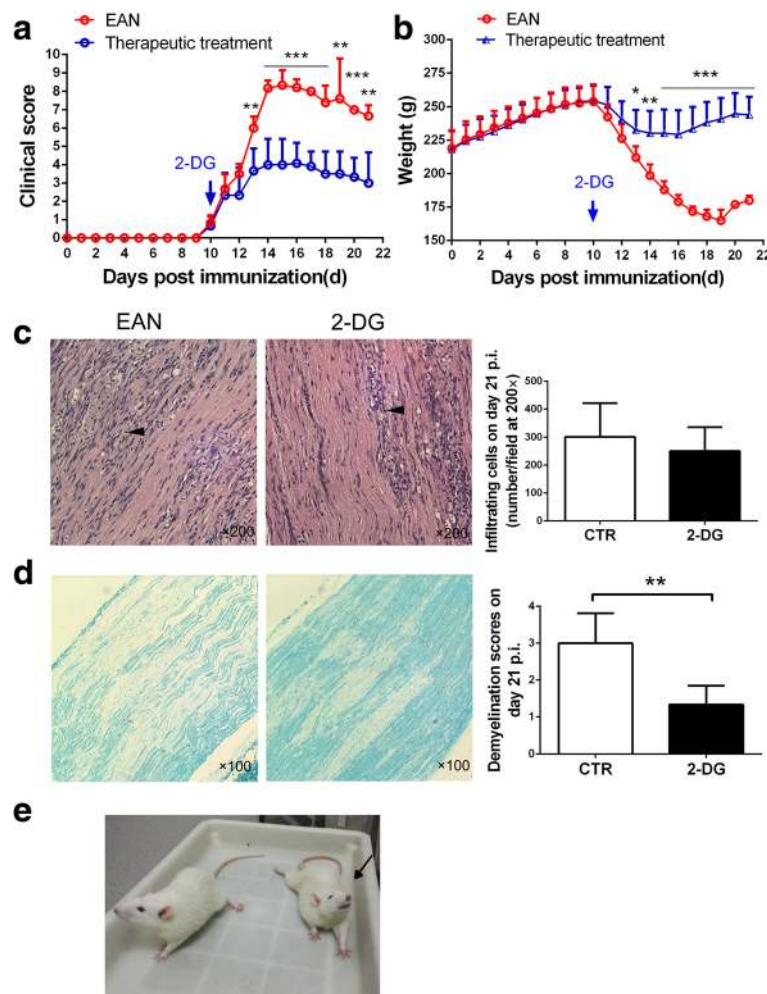 a
EAN
Therapeutic treatment
Clinical score
10
9
8
7
6
5
4
3
2
1
0
2-DG
**
***
**
***
**
0 2 4 6 8 10 12 14 16 18 20 22
Days post immunization(d)
b
EAN
Therapeutic treatment
Weight (g)
300
275
250
225
200
175
150
*
**
***
2-DG
0 2 4 6 8 10 12 14 16 18 20 22
Days post immunization(d)
c
EAN
2-DG
×200
×200
Infiltrating cells on day 21 p.i.
(number/field at 200×)
500
400
300
200
100
0
CTR 2-DG
d
×100
×100
Demyelination scores on
day 21 p.i.
4
3
2
1
0
**
CTR 2-DG
e